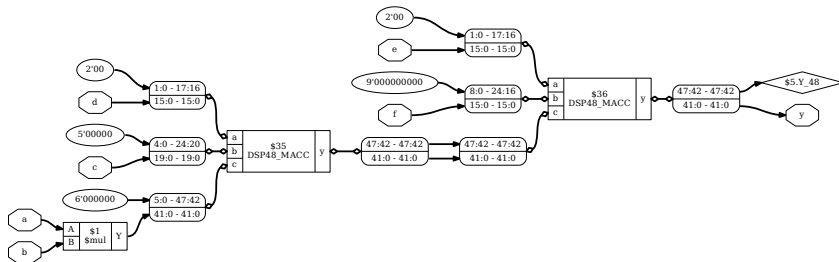 2'00
1:0 - 17:16
e
15:0 - 15:0
2'00
1:0 - 17:16
d
15:0 - 15:0
9'000000000
8:0 - 24:16
f
15:0 - 15:0
a
b
c
$36
DSP48_MACC
y
47:42 - 47:42
41:0 - 41:0
$5.Y_48
y
5'00000
4:0 - 24:20
c
19:0 - 19:0
a
b
c
$35
DSP48_MACC
y
47:42 - 47:42
41:0 - 41:0
47:42 - 47:42
41:0 - 41:0
6'000000
5:0 - 47:42
41:0 - 41:0
a
b
A
B
$1
$mul
Y